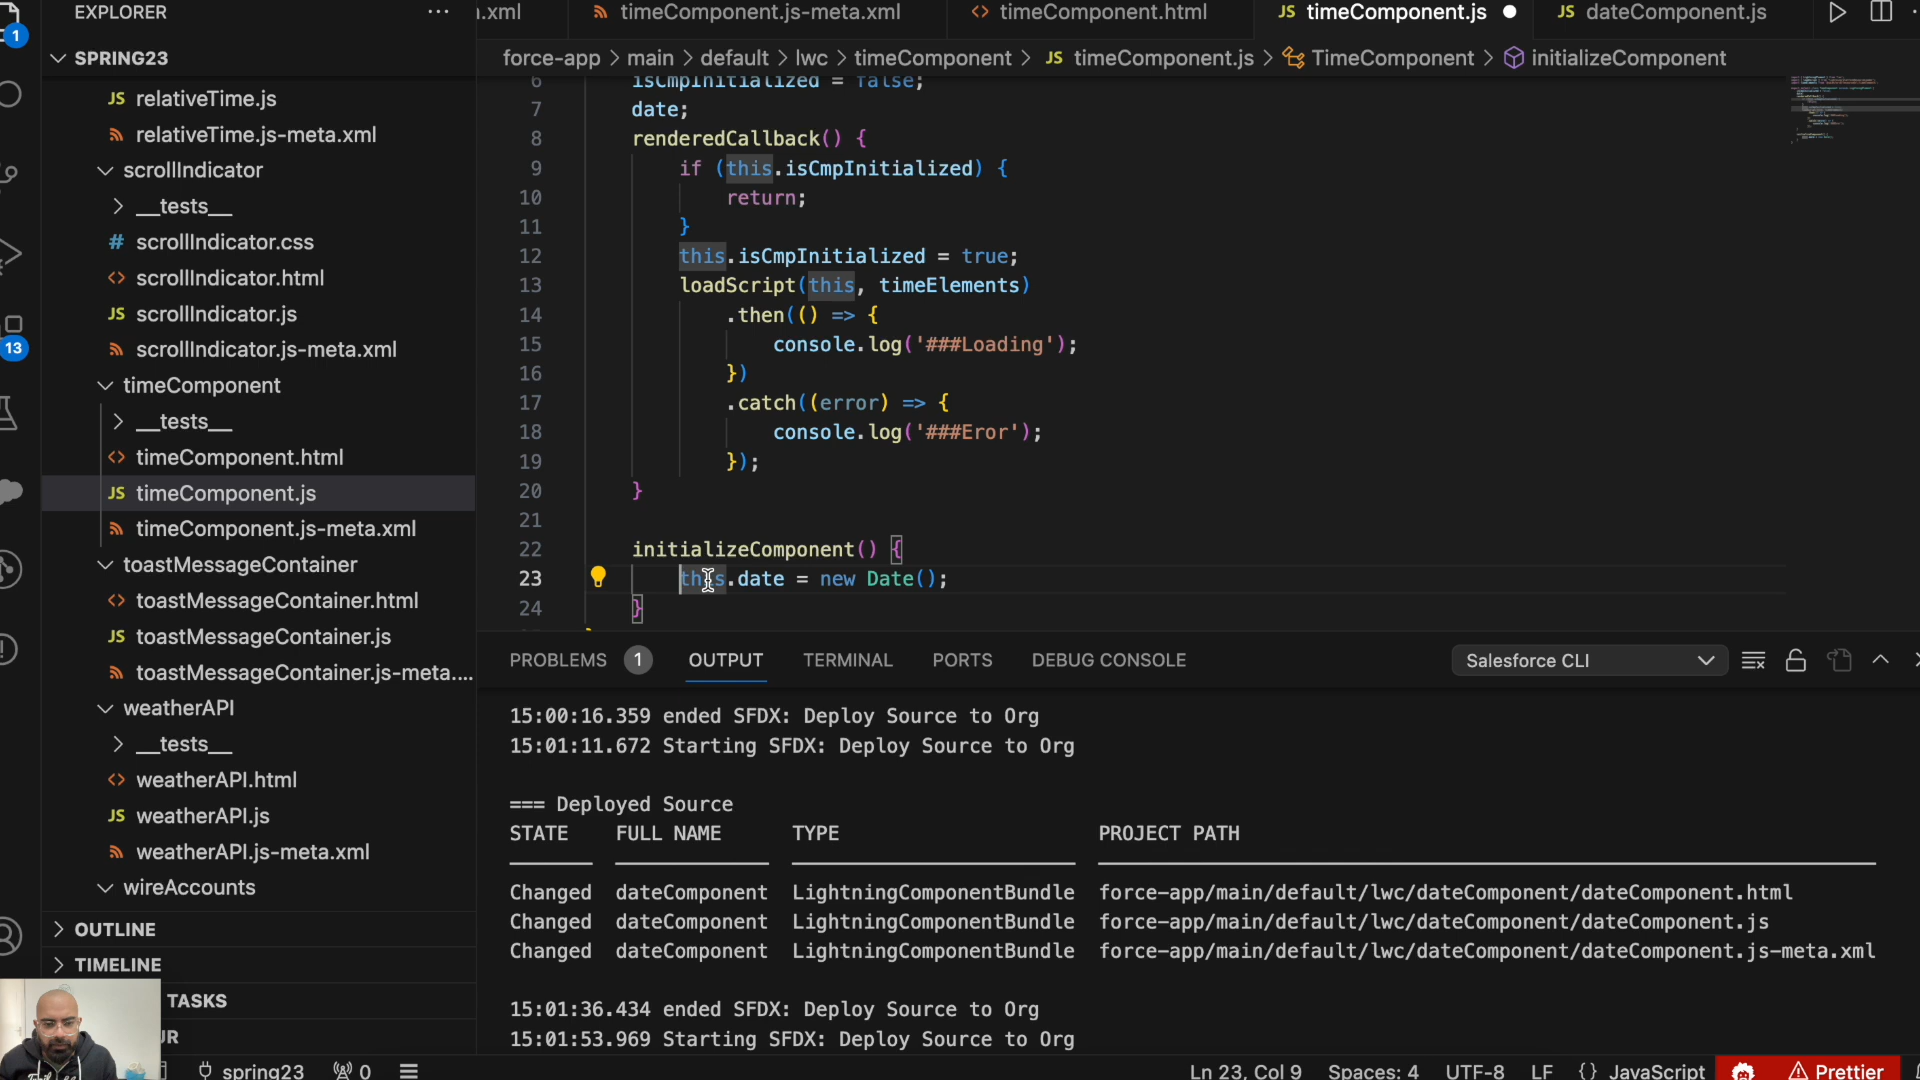 EXPLORER
SPRING23
relativeTime.js
relativeTime.js-meta.xml
scrollIndicator
__tests__
scrollIndicator.css
scrollIndicator.html
scrollIndicator.js
scrollIndicator.js-meta.xml
timeComponent
__tests__
timeComponent.html
timeComponent.js
timeComponent.js-meta.xml
toastMessageContainer
toastMessageContainer.html
toastMessageContainer.js
toastMessageContainer.js-meta....
weatherAPI
__tests__
weatherAPI.html
weatherAPI.js
weatherAPI.js-meta.xml
wireAccounts
OUTLINE
TIMELINE
TASKS
1
13
.xml timeComponent.js-meta.xml timeComponent.html JS timeComponent.js JS dateComponent.js
force-app > main > default > lwc > timeComponent > JS timeComponent.js > TimeComponent > initializeComponent
6 isCmpInitialized = false;
7 date;
8 renderedCallback() {
9 if (this.isCmpInitialized) {
10 return;
11 }
12 this.isCmpInitialized = true;
13 loadScript(this, timeElements)
14 .then(() => {
15 console.log('###Loading');
16 })
17 .catch((error) => {
18 console.log('###Eror');
19 });
20 }
21
22 initializeComponent() {
23 this.date = new Date();
24 }
PROBLEMS 1 OUTPUT TERMINAL PORTS DEBUG CONSOLE Salesforce CLI
15:00:16.359 ended SFDX: Deploy Source to Org
15:01:11.672 Starting SFDX: Deploy Source to Org
=== Deployed Source
STATE FULL NAME TYPE PROJECT PATH
Changed dateComponent LightningComponentBundle force-app/main/default/lwc/dateComponent/dateComponent.html
Changed dateComponent LightningComponentBundle force-app/main/default/lwc/dateComponent/dateComponent.js
Changed dateComponent LightningComponentBundle force-app/main/default/lwc/dateComponent/dateComponent.js-meta.xml
15:01:36.434 ended SFDX: Deploy Source to Org
15:01:53.969 Starting SFDX: Deploy Source to Org
spring23 0 Ln 23, Col 9 Spaces: 4 UTF-8 LF {} JavaScript Prettier